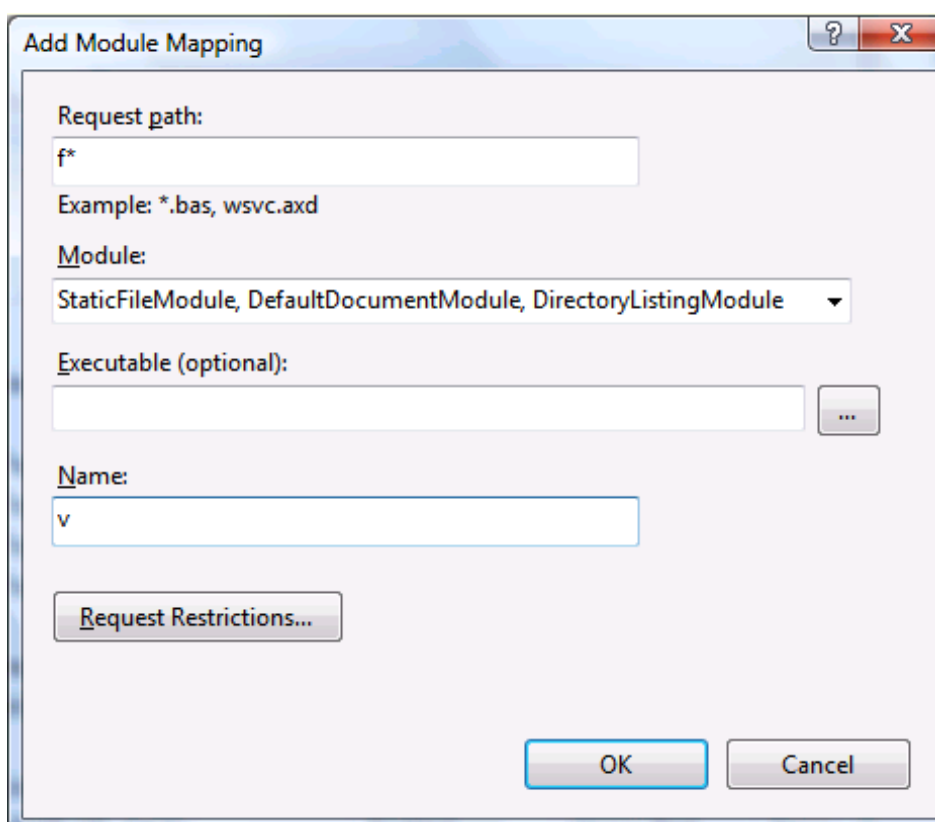 Add Module Mapping
Request path:
f*
Example: *.bas, wsvc.axd
Module:
StaticFileModule, DefaultDocumentModule, DirectoryListingModule
Executable (optional):
...
Name:
v
Request Restrictions...
OK Cancel